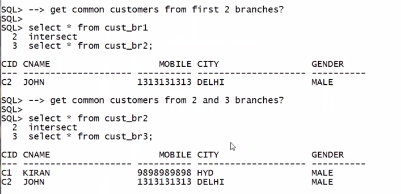 SQL> --> get common customers from first 2 branches?
SQL>
SQL> select * from cust_br1
2 intersect
3 select * from cust_br2;
CID CNAME MOBILE CITY GENDER
--- -------------------- ---------- -------------------- --------------------
C2 JOHN 1313131313 DELHI MALE
SQL> --> get common customers from 2 and 3 branches?
SQL>
SQL> select * from cust_br2
2 intersect
3 select * from cust_br3;
CID CNAME MOBILE CITY GENDER
--- -------------------- ---------- -------------------- --------------------
C1 KIRAN 9898989898 HYD MALE
C2 JOHN 1313131313 DELHI MALE